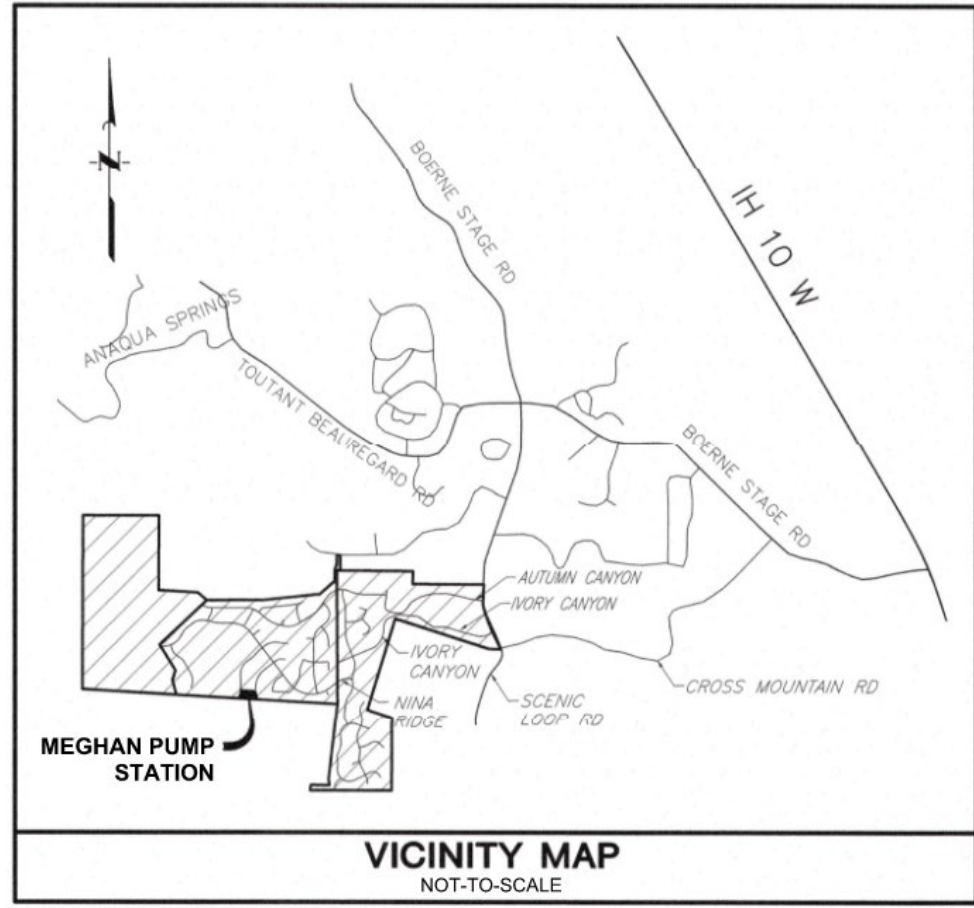 N
BOERNE STAGE RD
IH 10 W
ANAQUA SPRINGS
TOUTANT BEAUREGARD RD
BOERNE STAGE RD
AUTUMN CANYON
IVORY CANYON
IVORY
CANYON
NINA
RIDGE
SCENIC
LOOP RD
CROSS MOUNTAIN RD
MEGHAN PUMP
STATION
VICINITY MAP
NOT-TO-SCALE